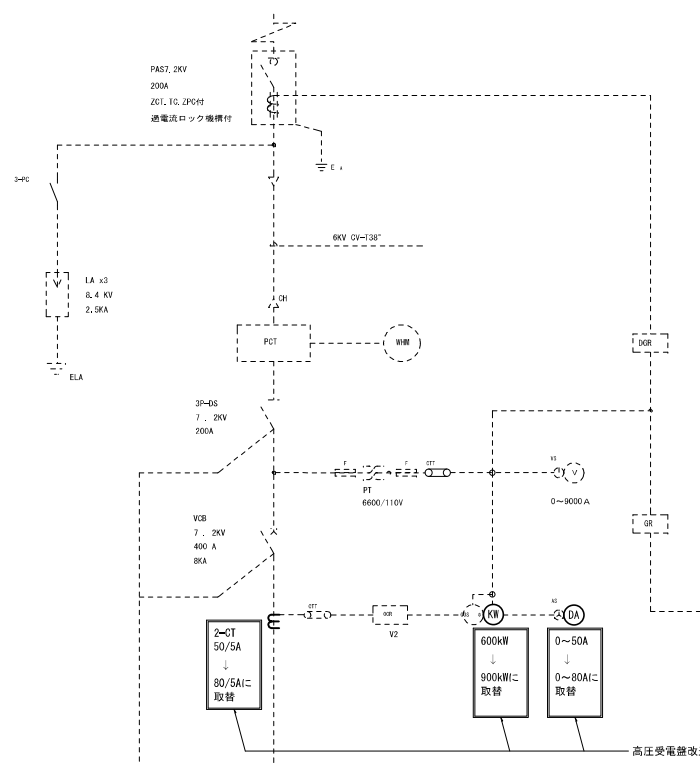 PAS7.2KV
200A
ZCT.TC.ZPC付
過電流ロック機構付
E A
3-PC
6KV CV-T38°
LA x3
8.4 KV
2.5KA
ELA
CH
PCT
WHM
DGR
3P-DS
7.2KV
200A
F
F
CTT
VS
V
PT
6600/110V
0～9000A
VCB
7.2KV
400 A
8KA
GR
CTT
OCR
V2
KW
AS
DA
2-CT
50/5A
↓
80/5Aに
取替
600kW
↓
900kWに
取替
0～50A
↓
0～80Aに
取替
高圧受電盤改